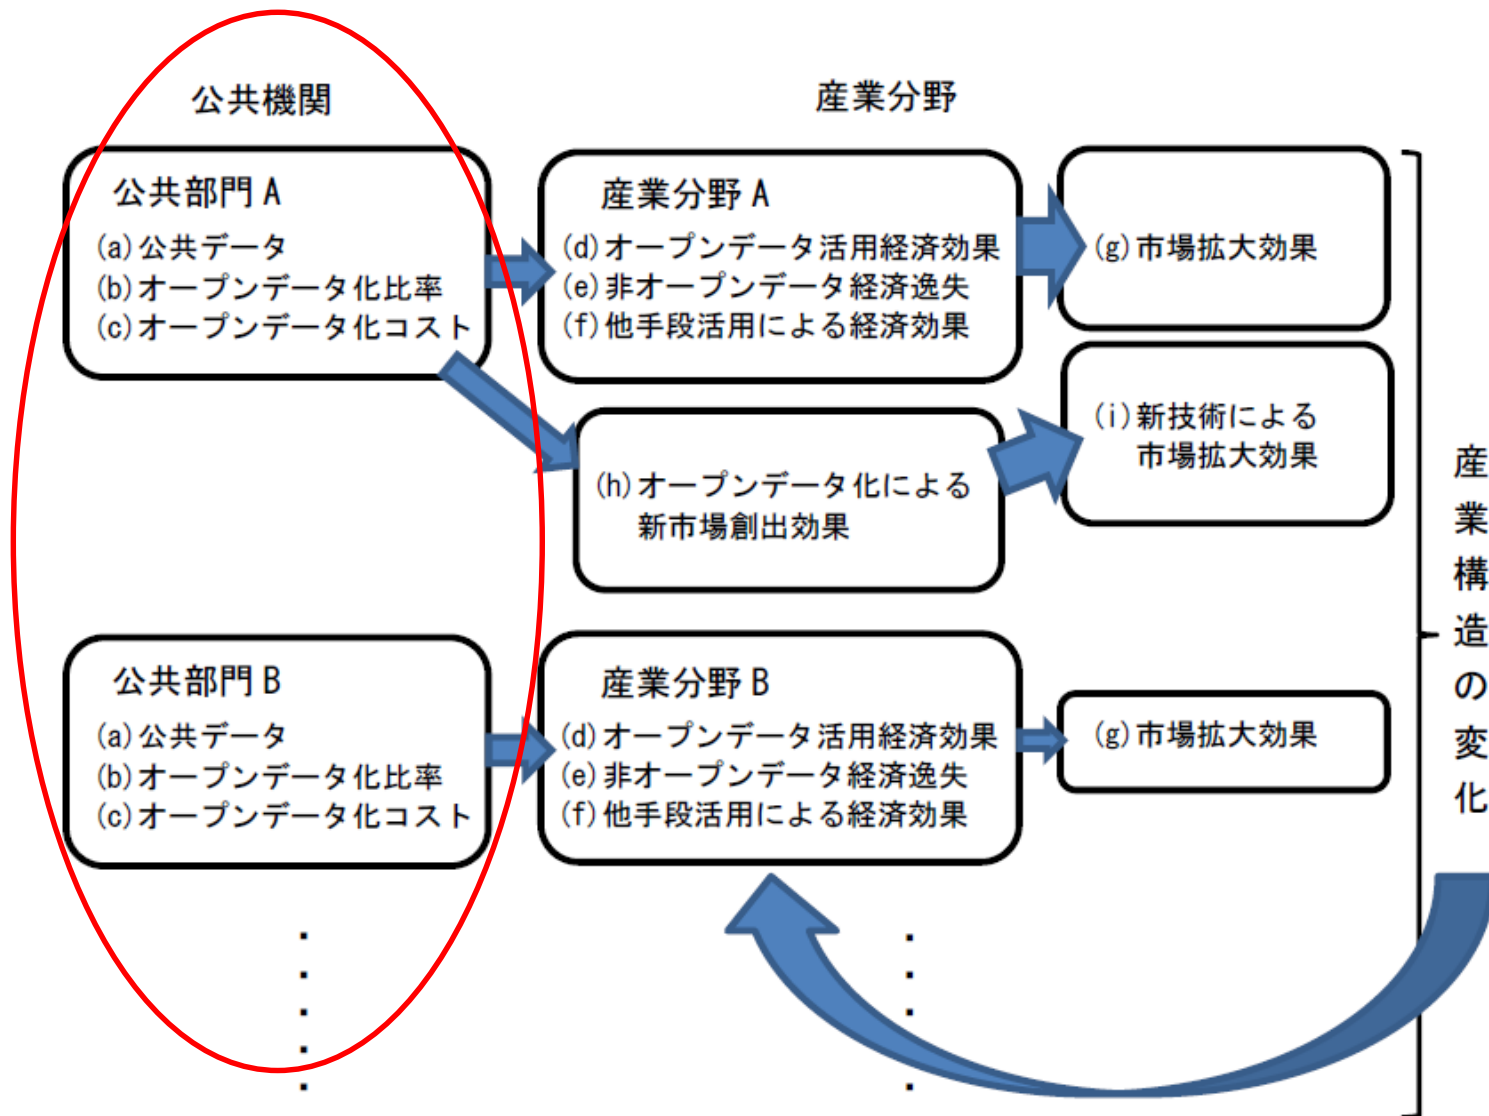 公共機関
産業分野
公共部門 A
(a)公共データ
(b)オープンデータ化比率
(c)オープンデータ化コスト
産業分野 A
(d)オープンデータ活用経済効果
(e)非オープンデータ経済逸失
(f)他手段活用による経済効果
(g)市場拡大効果
(h)オープンデータ化による
新市場創出効果
(i)新技術による
市場拡大効果
公共部門 B
(a)公共データ
(b)オープンデータ化比率
(c)オープンデータ化コスト
産業分野 B
(d)オープンデータ活用経済効果
(e)非オープンデータ経済逸失
(f)他手段活用による経済効果
(g)市場拡大効果
産業構造の変化